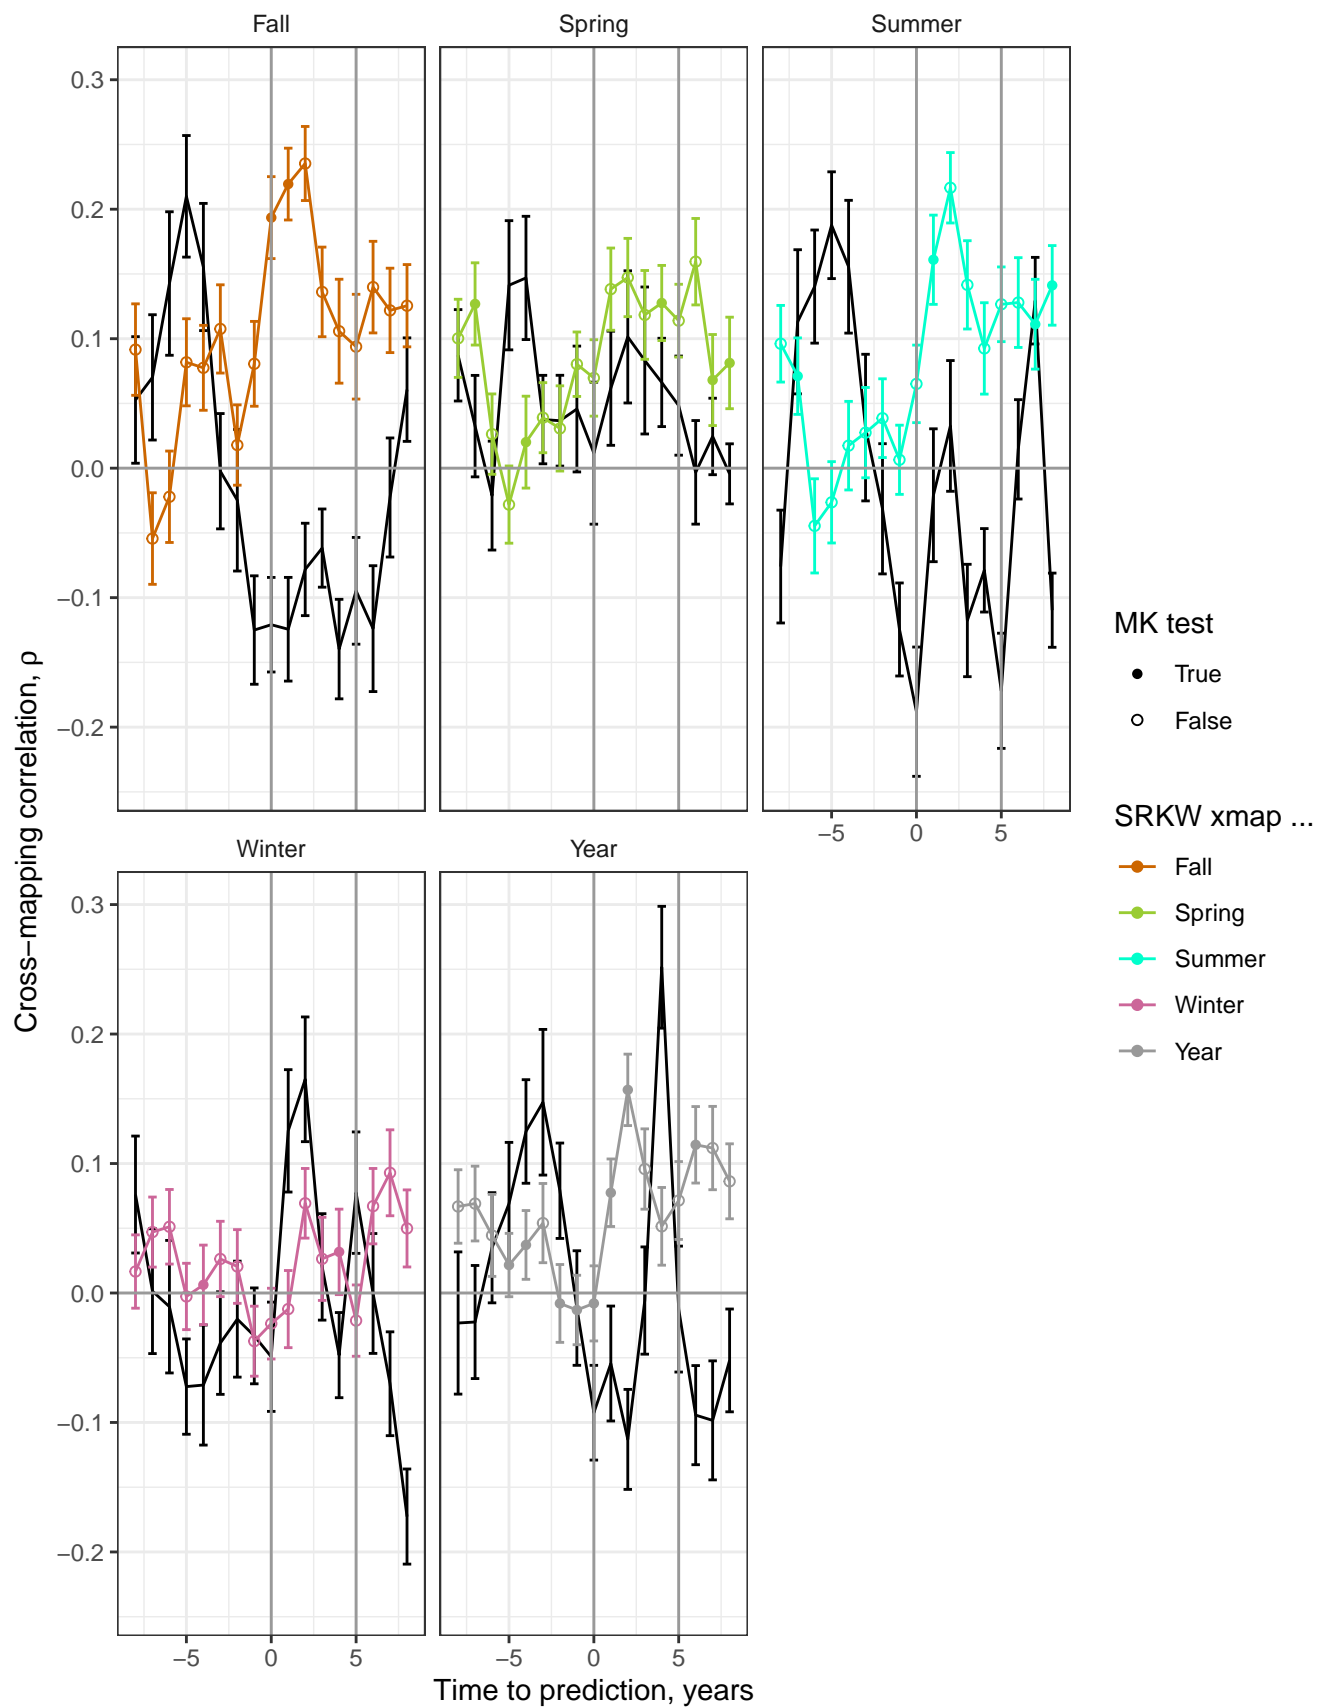 Fall
Spring
Summer
0.3
0.2
0.1
0.0
−0.1
−0.2
−5
0
5
Winter
Year
0.3
0.2
0.1
0.0
−0.1
−0.2
−5
0
5
−5
0
5
Time to prediction, years
Cross−mapping correlation, ρ
MK test
True
False
SRKW xmap ...
Fall
Spring
Summer
Winter
Year